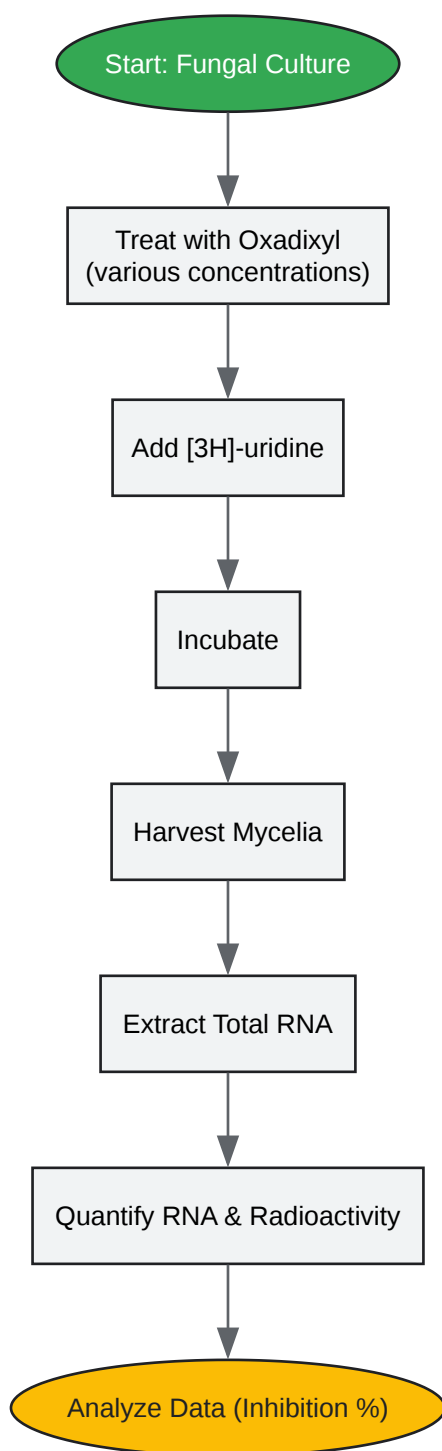 Start: Fungal Culture
Treat with Oxadixyl
(various concentrations)
Add [3H]-uridine
Incubate
Harvest Mycelia
Extract Total RNA
Quantify RNA & Radioactivity
Analyze Data (Inhibition %)